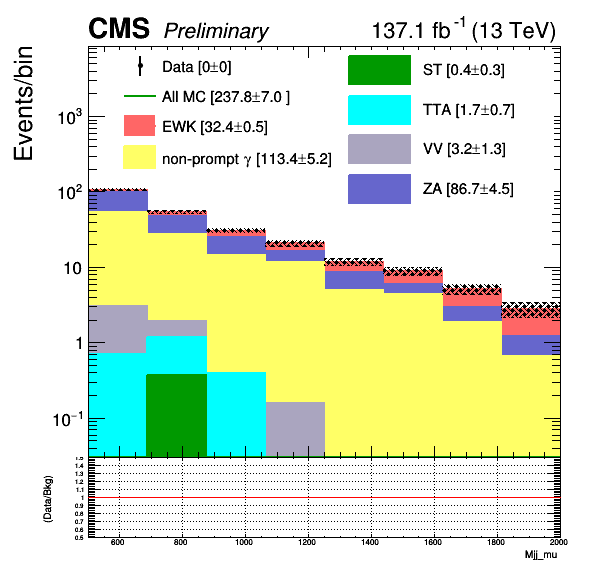 CMS Preliminary 137.1 fb⁻¹ (13 TeV)
Events/bin
Data [0±0]
All MC [237.8±7.0 ]
EWK [32.4±0.5]
non-prompt γ [113.4±5.2]
ST [0.4±0.3]
TTA [1.7±0.7]
VV [3.2±1.3]
ZA [86.7±4.5]
10³
10²
10
1
10⁻¹
(Data/Bkg)
1.5
1.4
1.3
1.2
1.1
1
0.9
0.8
0.7
0.6
0.5
600 800 1000 1200 1400 1600 1800 2000
Mjj_mu